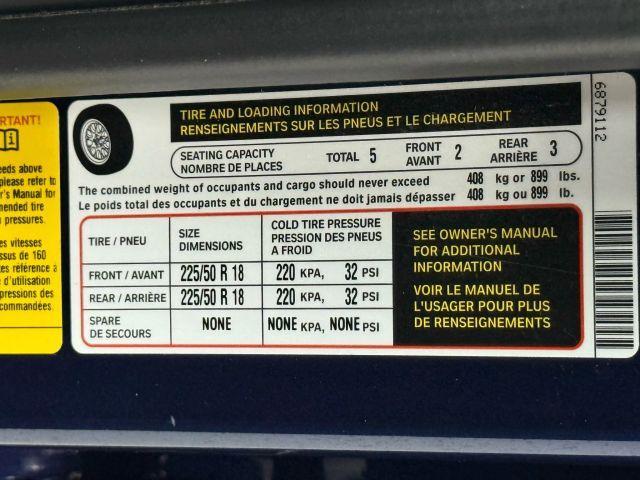 RTANT!
i
eeds above
please refer to
r's Manual for
mended tire
pressures.
es vitesses
ssus de 160
tes référence à
d'utilisation
pressions des
commandées.
TIRE AND LOADING INFORMATION
RENSEIGNEMENTS SUR LES PNEUS ET LE CHARGEMENT
SEATING CAPACITY
NOMBRE DE PLACES
TOTAL 5
FRONT
AVANT 2
REAR
ARRIÈRE 3
The combined weight of occupants and cargo should never exceed 408 kg or 899 lbs.
Le poids total des occupants et du chargement ne doit jamais dépasser 408 kg ou 899 lb.
TIRE / PNEU
SIZE
DIMENSIONS
COLD TIRE PRESSURE
PRESSION DES PNEUS
A FROID
FRONT / AVANT 225/50 R 18 220 KPA, 32 PSI
REAR / ARRIÈRE 225/50 R 18 220 KPA, 32 PSI
SPARE
DE SECOURS
NONE NONE KPA, NONE PSI
SEE OWNER'S MANUAL
FOR ADDITIONAL
INFORMATION
VOIR LE MANUEL DE
L'USAGER POUR PLUS
DE RENSEIGNEMENTS
6879112